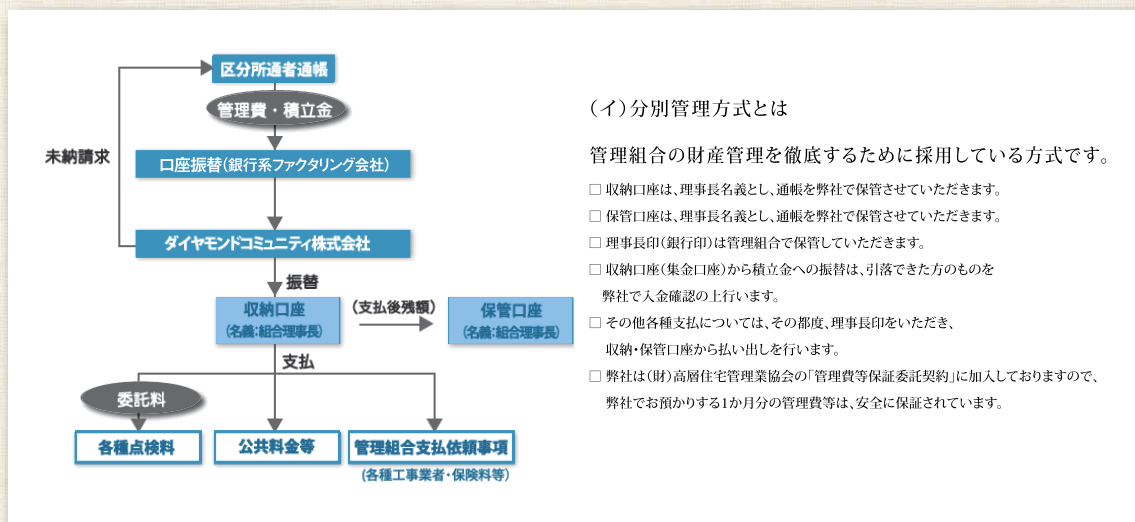 区分所通者通帳
管理費・積立金
未納請求
口座振替(銀行系ファクタリング会社)
ダイヤモンドコミュニティ株式会社
振替
収納口座
(名義:組合理事長)
(支払後残額)
保管口座
(名義:組合理事長)
支払
委託料
各種点検料
公共料金等
管理組合支払依頼事項
(各種工事業者・保険料等)
(イ)分別管理方式とは
管理組合の財産管理を徹底するために採用している方式です。
□ 収納口座は、理事長名義とし、通帳を弊社で保管させていただきます。
□ 保管口座は、理事長名義とし、通帳を弊社で保管させていただきます。
□ 理事長印(銀行印)は管理組合で保管していただきます。
□ 収納口座(集金口座)から積立金への振替は、引落できた方のものを
弊社で入金確認の上行います。
□ その他各種支払については、その都度、理事長印をいただき、
収納・保管口座から払い出しを行います。
□ 弊社は(財)高層住宅管理業協会の「管理費等保証委託契約」に加入しておりますので、
弊社でお預かりする1か月分の管理費等は、安全に保証されています。